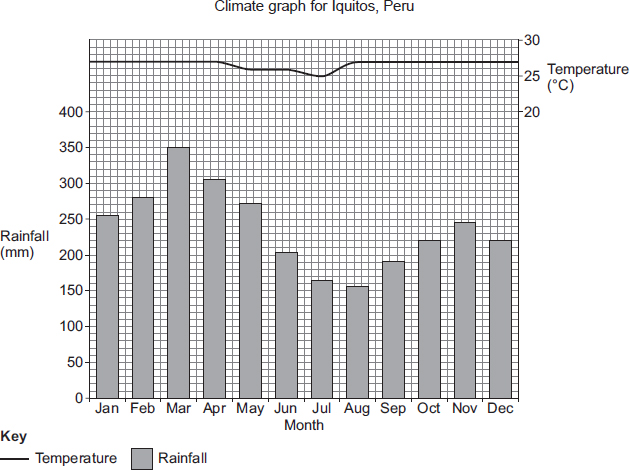 Climate graph for Iquitos, Peru
30
25
20
Temperature
(°C)
400
350
300
250
200
150
100
50
0
Rainfall
(mm)
Jan Feb Mar Apr May Jun Jul Aug Sep Oct Nov Dec
Month
Key
Temperature Rainfall